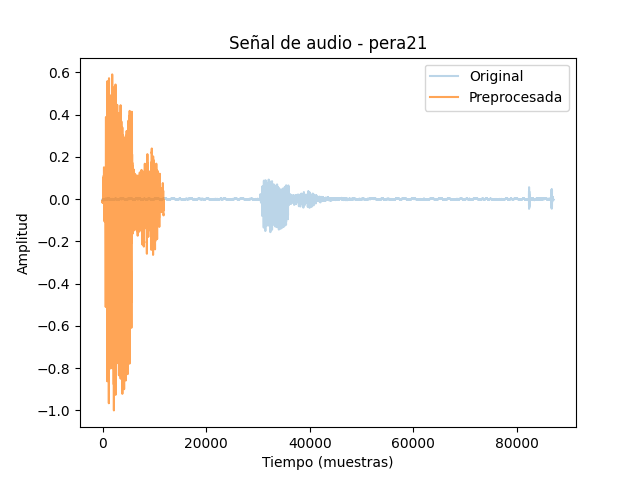 Señal de audio - pera21
Original
Preprocesada
0.6
0.4
0.2
0.0
−0.2
−0.4
−0.6
−0.8
−1.0
Amplitud
0 20000 40000 60000 80000
Tiempo (muestras)